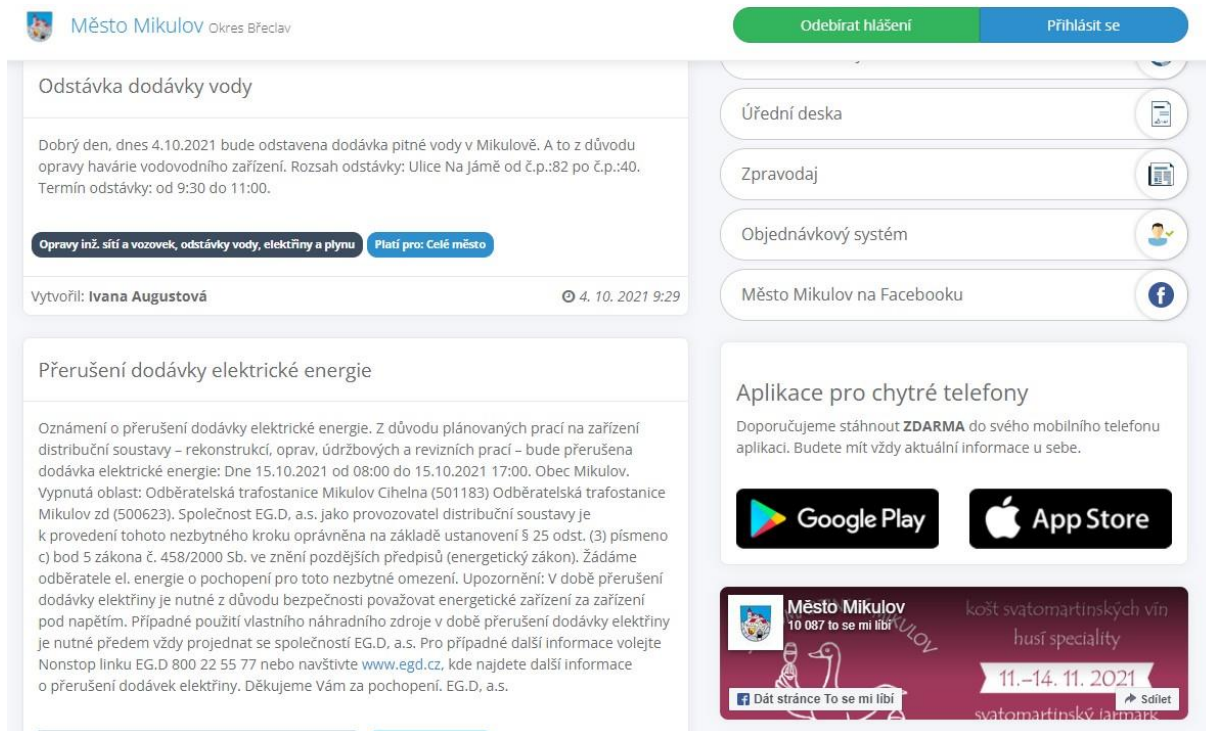 Město Mikulov Okres Břeclav
Odebírat hlášení
Přihlásit se
Odstávka dodávky vody
Dobrý den, dnes 4.10.2021 bude odstavena dodávka pitné vody v Mikulově. A to z důvodu
opravy havárie vodovodního zařízení. Rozsah odstávky: Ulice Na Jámě od č.p.:82 po č.p.:40.
Termín odstávky: od 9:30 do 11:00.
Opravy inž. sítí a vozovek, odstávky vody, elektřiny a plynu
Platí pro: Celé město
Vytvořil: Ivana Augustová
4. 10. 2021 9:29
Přerušení dodávky elektrické energie
Oznámení o přerušení dodávky elektrické energie. Z důvodu plánovaných prací na zařízení
distribuční soustavy – rekonstrukcí, oprav, údržbových a revizních prací – bude přerušena
dodávka elektrické energie: Dne 15.10.2021 od 08:00 do 15.10.2021 17:00. Obec Mikulov.
Vypnutá oblast: Odběratelská trafostanice Mikulov Cihelna (501183) Odběratelská trafostanice
Mikulov zd (500623). Společnost EG.D, a.s. jako provozovatel distribuční soustavy je
k provedení tohoto nezbytného kroku oprávněna na základě ustanovení § 25 odst. (3) písmeno
c) bod 5 zákona č. 458/2000 Sb. ve znění pozdějších předpisů (energetický zákon). Žádáme
odběratele el. energie o pochopení pro toto nezbytné omezení. Upozornění: V době přerušení
dodávky elektřiny je nutné z důvodu bezpečnosti považovat energetické zařízení za zařízení
pod napětím. Případné použití vlastního náhradního zdroje v době přerušení dodávky elektřiny
je nutné předem vždy projednat se společností EG.D, a.s. Pro případné další informace volejte
Nonstop linku EG.D 800 22 55 77 nebo navštivte www.egd.cz, kde najdete další informace
o přerušení dodávek elektřiny. Děkujeme Vám za pochopení. EG.D, a.s.
Úřední deska
Zpravodaj
Objednávkový systém
Město Mikulov na Facebooku
Aplikace pro chytré telefony
Doporučujeme stáhnout ZDARMA do svého mobilního telefonu
aplikaci. Budete mít vždy aktuální informace u sebe.
Google Play
App Store
Město Mikulov
10 087 to se mi líbí
košt svatomartinských vín
husí speciality
11.–14. 11. 2021
svatomartinský jarmark
Dát stránce To se mi líbí
Sdílet